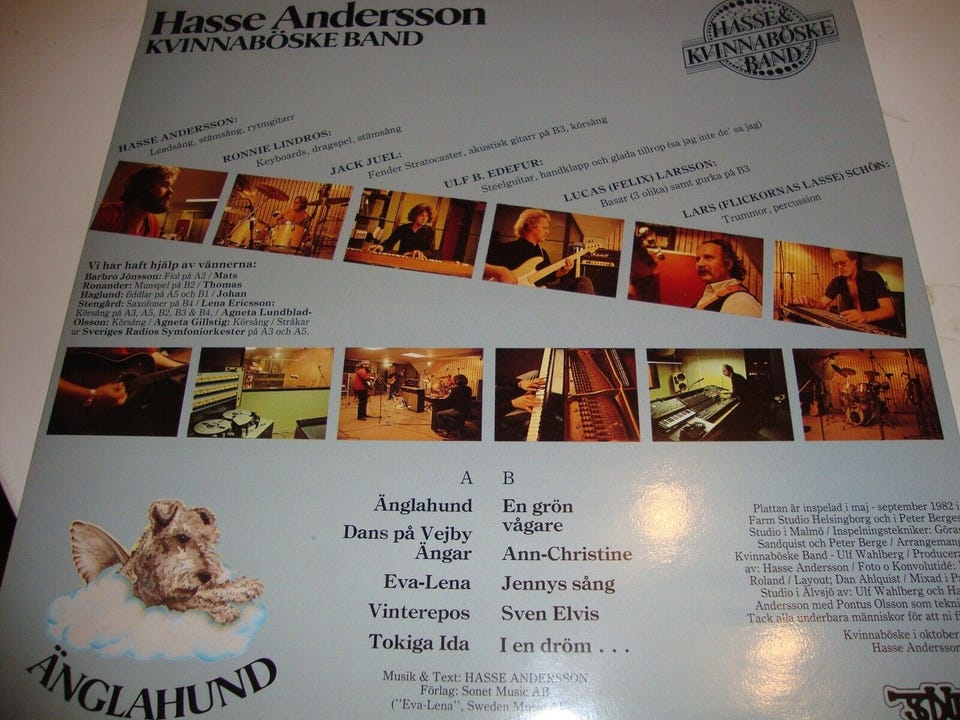 Hasse Andersson
KVINNABÖSKE BAND
HASSE &
KVINNABÖSKE
BAND
HASSE ANDERSSON:
Leadsång, stämsång, rytmgitarr
RONNIE LINDROS:
Keyboards, dragspel, stämsång
JACK JUEL:
Fender Stratocaster, akustisk gitarr på B3, körsång
ULF B. EDEFUR:
Steelguitar, handklapp och glada tillrop (sa jag inte de' sa jag)
LUCAS (FELIX) LARSSON:
Basar (3 olika) samt gurka på B3
LARS (FLICKORNAS LASSE) SCHÖN:
Trummor, percussion
Vi har haft hjälp av vännerna:
Barbro Jönsson: Fiol på A2 / Mats
Ronander: Munspel på B2 / Thomas
Haglund: fiddlar på A5 och B1 / Johan
Stengård: Saxofoner på B4 / Lena Ericsson:
Körsång på A3, A5, B2, B3 & B4, / Agneta Lundblad-
Olsson: Körsång / Agneta Gillstig: Körsång / Stråkar
ur Sveriges Radios Symfoniorkester på A3 och A5.
A
Änglahund
Dans på Vejby
Ängar
Eva-Lena
Vinterepos
Tokiga Ida
B
En grön
vågare
Ann-Christine
Jennys sång
Sven Elvis
I en dröm . . .
Musik & Text: HASSE ANDERSSON
Förlag: Sonet Music AB
("Eva-Lena", Sweden Music AB
Plattan är inspelad i maj - september 1982 i
Farm Studio Helsingborg och i Peter Berges
Studio i Malmö / Inspelningstekniker: Göra
Sandquist och Peter Berge / Arrangemang
Kvinnaböske Band - Ulf Wahlberg / Producera
av: Hasse Andersson / Foto o Konvolutidé:
Roland / Layout; Dan Ahlquist / Mixad i
Studio i Älvsjö av: Ulf Wahlberg och Ha
Andersson med Pontus Olsson som tekni
Tack alla underbara människor för att ni
Kvinnaböske i oktober
Hasse Andersson
ÄNGLAHUND